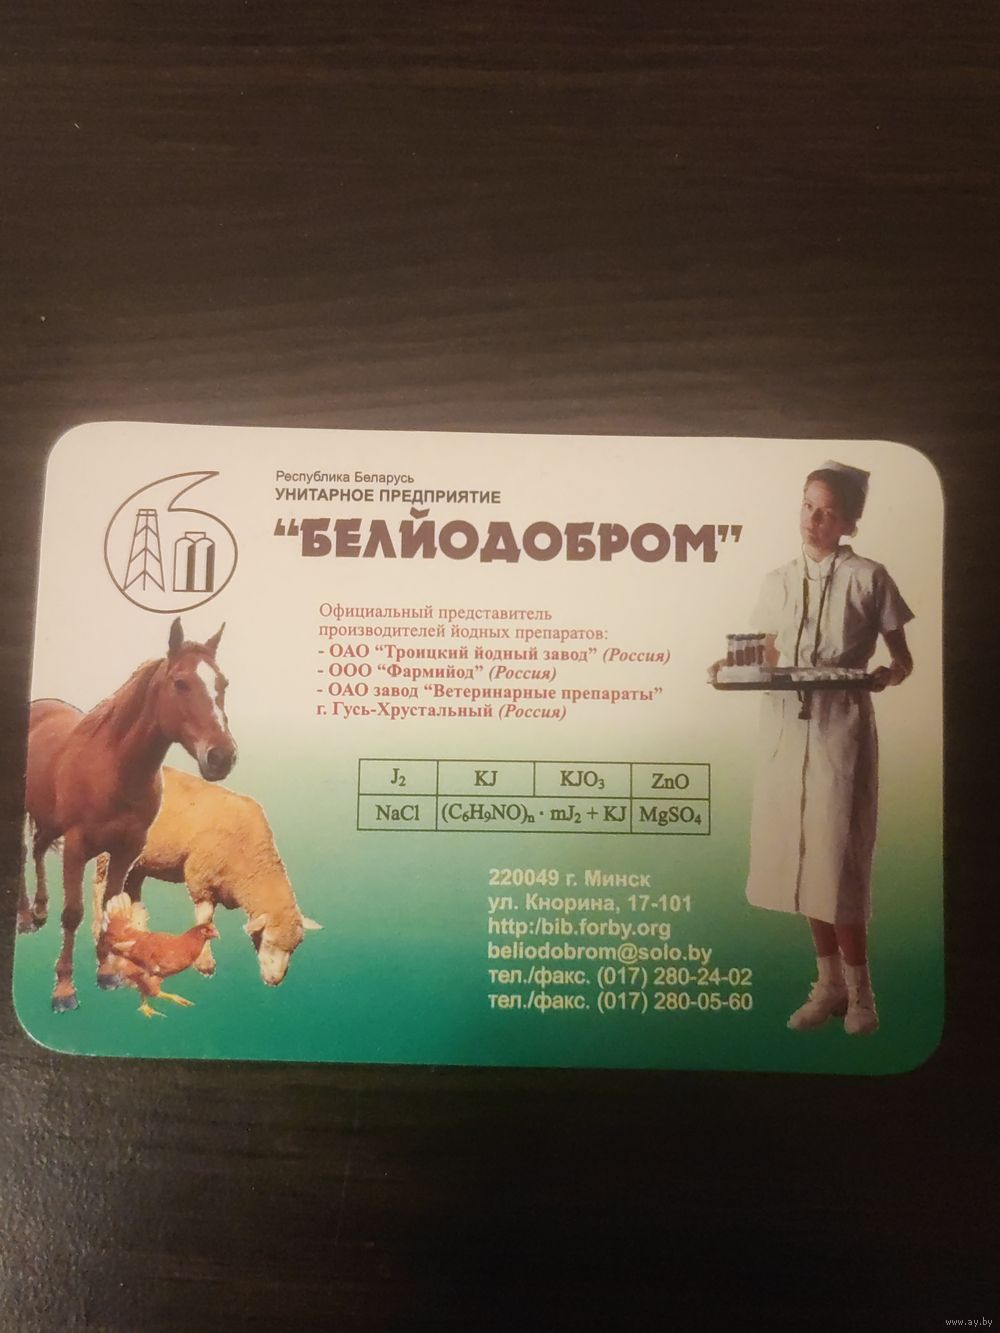 Республика Беларусь
УНИТАРНОЕ ПРЕДПРИЯТИЕ
“БЕЛЙОДОБРОМ”
Официальный представитель
производителей йодных препаратов:
- ОАО “Троицкий йодный завод” (Россия)
- ООО “Фармийод” (Россия)
- ОАО завод “Ветеринарные препараты”
г. Гусь-Хрустальный (Россия)
J₂ KJ KJO₃ ZnO
NaCl (C₆H₉NO)ₙ · mJ₂ + KJ MgSO₄
220049 г. Минск
ул. Кнорина, 17-101
http:/bib.forby.org
beliodobrom@solo.by
тел./факс. (017) 280-24-02
тел./факс. (017) 280-05-60
www.ay.by